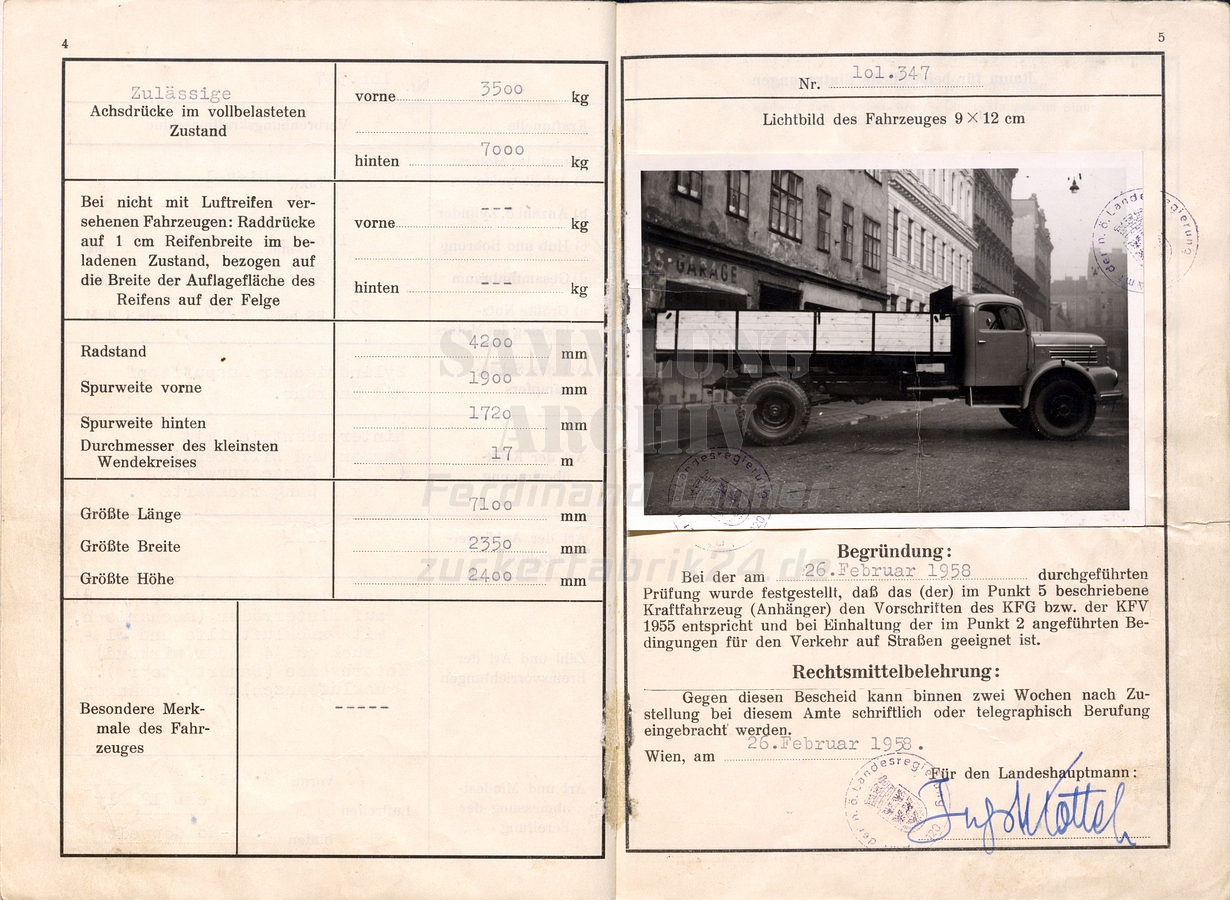 4
Zulässige
Achsdrücke im vollbelasteten
Zustand
vorne 3500 kg
hinten 7000 kg
Bei nicht mit Luftreifen ver-
sehenen Fahrzeugen: Raddrücke
auf 1 cm Reifenbreite im be-
ladenen Zustand, bezogen auf
die Breite der Auflagefläche des
Reifens auf der Felge
vorne --- kg
hinten --- kg
Radstand 4200 mm
Spurweite vorne 1900 mm
Spurweite hinten 1720 mm
Durchmesser des kleinsten
Wendekreises 17 m
Größte Länge 7100 mm
Größte Breite 2350 mm
Größte Höhe 2400 mm
Besondere Merk-
male des Fahr-
zeuges
-----
5
Nr. lol.347
Lichtbild des Fahrzeuges 9×12 cm
GARAGE
der n.ö. Landesregierung
Landesregierung
SAMMLUNG
ARCHIV
Ferdinand
zuckerfabrik24.de
Begründung:
Bei der am 26.Februar 1958 durchgeführten
Prüfung wurde festgestellt, daß das (der) im Punkt 5 beschriebene
Kraftfahrzeug (Anhänger) den Vorschriften des KFG bzw. der KFV
1955 entspricht und bei Einhaltung der im Punkt 2 angeführten Be-
dingungen für den Verkehr auf Straßen geeignet ist.
Rechtsmittelbelehrung:
Gegen diesen Bescheid kann binnen zwei Wochen nach Zu-
stellung bei diesem Amte schriftlich oder telegraphisch Berufung
eingebracht werden.
Wien, am 26.Februar 1958.
Für den Landeshauptmann:
der n.ö. Landesregierung